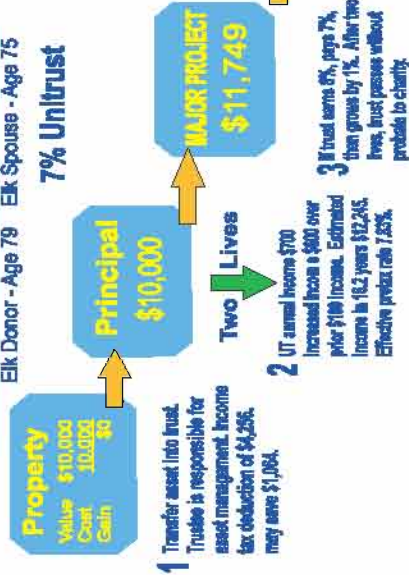 Elk Donor - Age 79 Elk Spouse - Age 75
7% Unitrust
Property
Value $10,000
Cost 10,000
Gain $0
Principal
$10,000
MAJOR PROJECT
$11,749
Two Lives
1 Transfer asset into trust.
Trustee is responsible for
asset management. Income
tax deduction of $4,256.
may save $1,064.
2 UT annual Income $700
Increased Income $600 over
prior $100 Income. Estimated
Income in 16.2 years $12,245.
Effective rate 7.83%.
3 If trust earns 8%, pays 7%,
then grows by 1%. After two
lives, trust passes without
probate to charity.